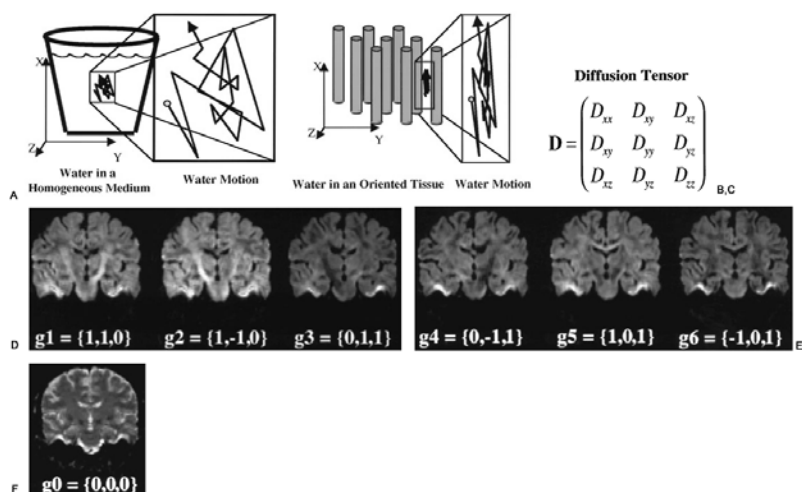 X
Z
Y
Water in a
Homogeneous Medium
Water Motion
A
X
Z
Y
Water in an Oriented Tissue
Water Motion
Diffusion Tensor
D = ( Dxx Dxy Dxz
Dxy Dyy Dyz
Dxz Dyz Dzz )
B,C
D
g1 = {1,1,0}
g2 = {1,-1,0}
g3 = {0,1,1}
g4 = {0,-1,1}
g5 = {1,0,1}
g6 = {-1,0,1}
E
F
g0 = {0,0,0}